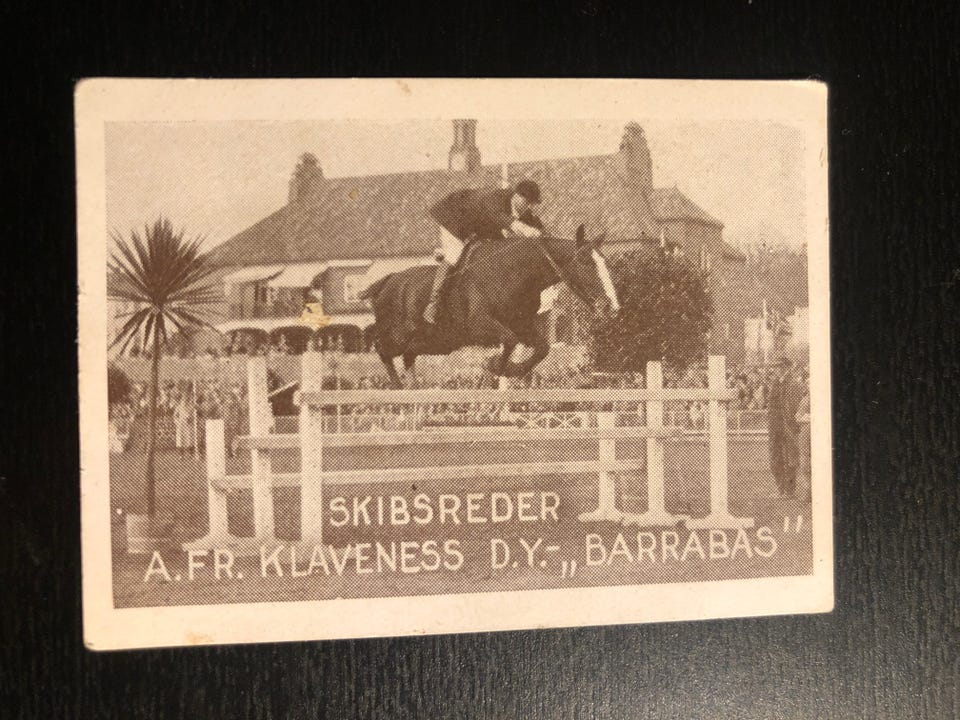 SKIBSREDER
A.FR. KLAVENESS D.Y.-„BARRABAS”